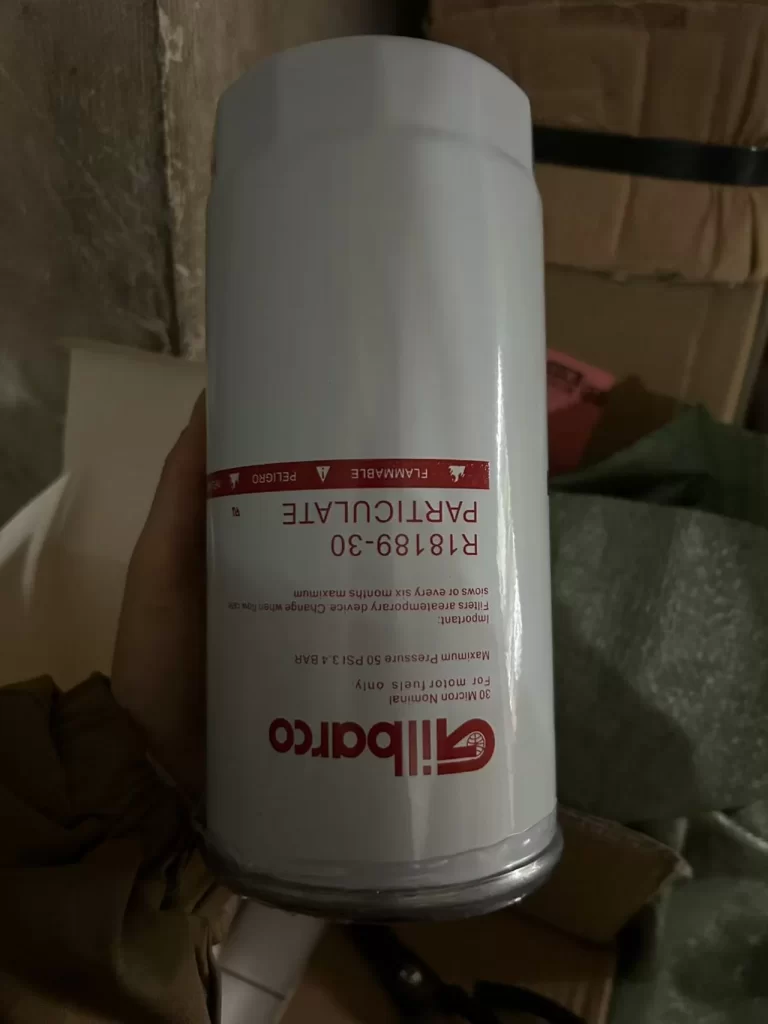 Gilbarco
30 Micron Nominal
For motor fuels only.
Maximum Pressure 50 PSI 3.4 BAR
Important:
Filters areatemporary device. Change when flow rate
slows or every six months maximum
R18189-30
PARTICULATE
FLAMMABLE PELIGRO